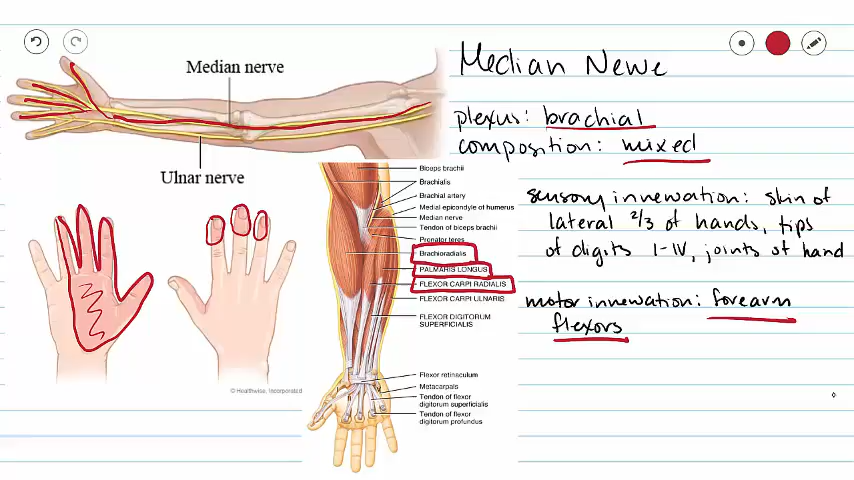 Median nerve
Ulnar nerve
Median Nerve
plexus: brachial
composition: mixed
sensory innervation: skin of
lateral 2/3 of hands, tips
of digits I-IV, joints of hand
motor innervation: forearm
flexors
Biceps brachii
Brachialis
Brachial artery
Medial epicondyle of humerus
Median nerve
Tendon of biceps brachii
Pronator teres
Brachioradialis
PALMARIS LONGUS
FLEXOR CARPI RADIALIS
FLEXOR CARPI ULNARIS
FLEXOR DIGITORUM
SUPERFICIALIS
Flexor retinaculum
Metacarpals
Tendon of flexor
digitorum superficialis
Tendon of flexor
digitorum profundus
© Healthwise, Incorporated